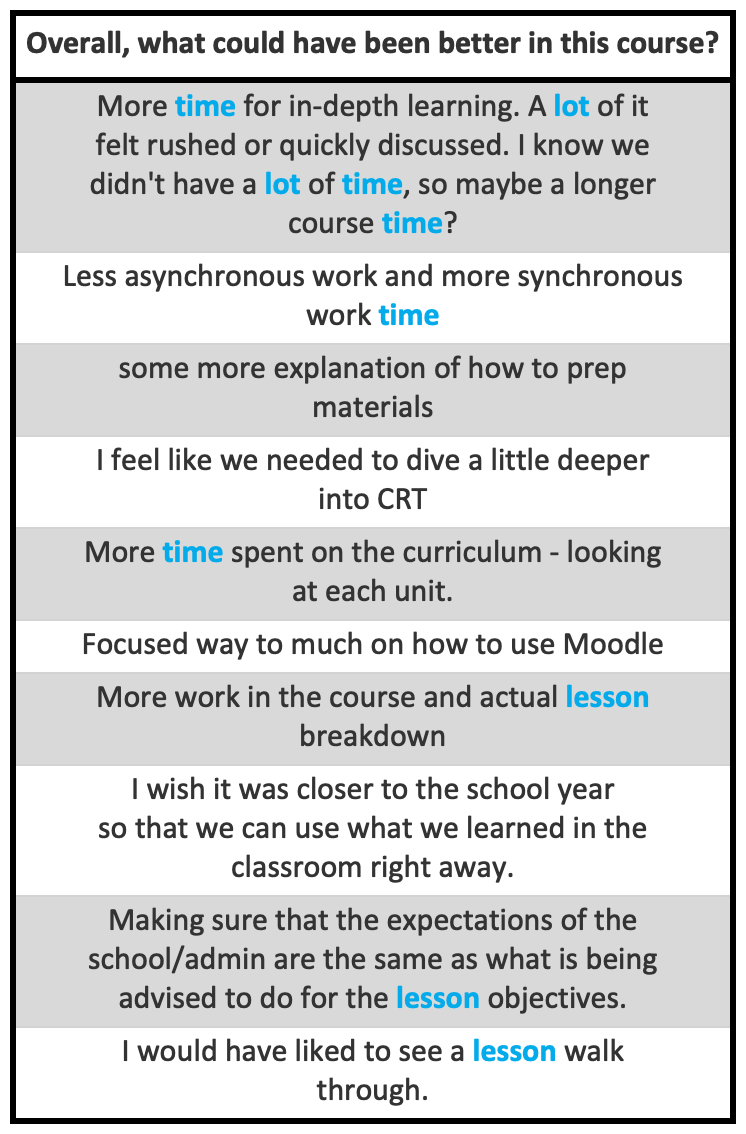 Overall, what could have been better in this course?
More time for in-depth learning. A lot of it
felt rushed or quickly discussed. I know we
didn't have a lot of time, so maybe a longer
course time?
Less asynchronous work and more synchronous
work time
some more explanation of how to prep
materials
I feel like we needed to dive a little deeper
into CRT
More time spent on the curriculum - looking
at each unit.
Focused way to much on how to use Moodle
More work in the course and actual lesson
breakdown
I wish it was closer to the school year
so that we can use what we learned in the
classroom right away.
Making sure that the expectations of the
school/admin are the same as what is being
advised to do for the lesson objectives.
I would have liked to see a lesson walk
through.